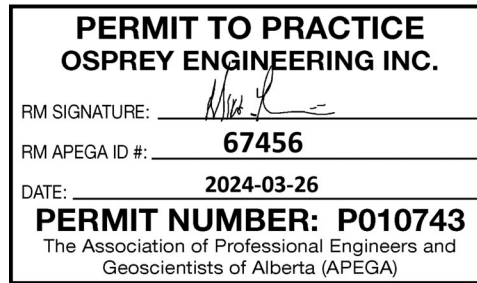 PERMIT TO PRACTICE
OSPREY ENGINEERING INC.
RM SIGNATURE:
RM APEGA ID #: 67456
DATE: 2024-03-26
PERMIT NUMBER: P010743
The Association of Professional Engineers and
Geoscientists of Alberta (APEGA)